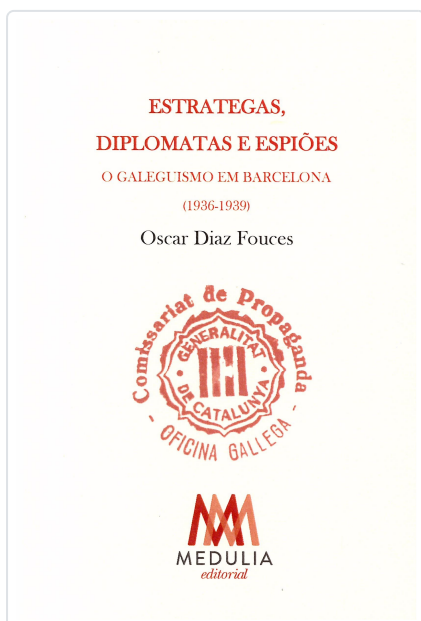 ESTRATEGAS,
DIPLOMATAS E ESPIÕES
O GALEGUISMO EM BARCELONA
(1936-1939)
Oscar Diaz Fouces
Comissariat de Propaganda
GENERALITAT
DE CATALUNYA
- OFICINA GALLEGA -
MEDULIA
editorial